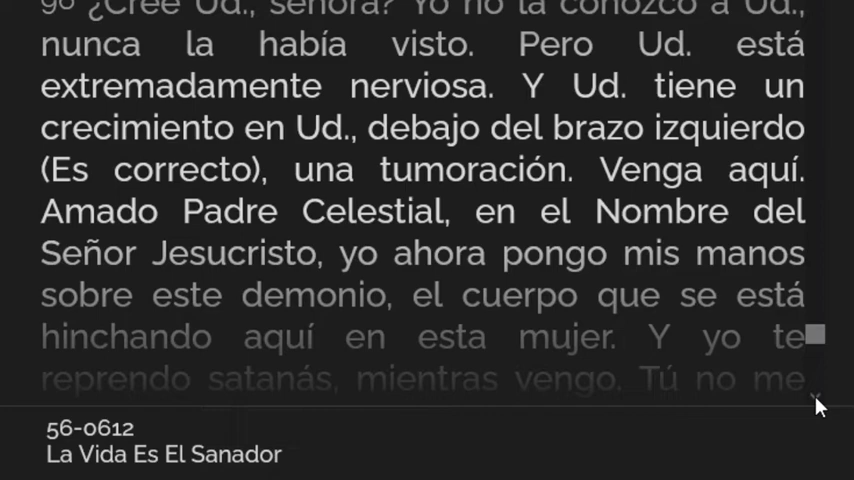 90 ¿Cree Ud., señora? Yo no la conozco a Ud.,
nunca la había visto. Pero Ud. está
extremadamente nerviosa. Y Ud. tiene un
crecimiento en Ud., debajo del brazo izquierdo
(Es correcto), una tumoración. Venga aquí.
Amado Padre Celestial, en el Nombre del
Señor Jesucristo, yo ahora pongo mis manos
sobre este demonio, el cuerpo que se está
hinchando aquí en esta mujer. Y yo te
reprendo satanás, mientras vengo. Tú no me
56-0612
La Vida Es El Sanador